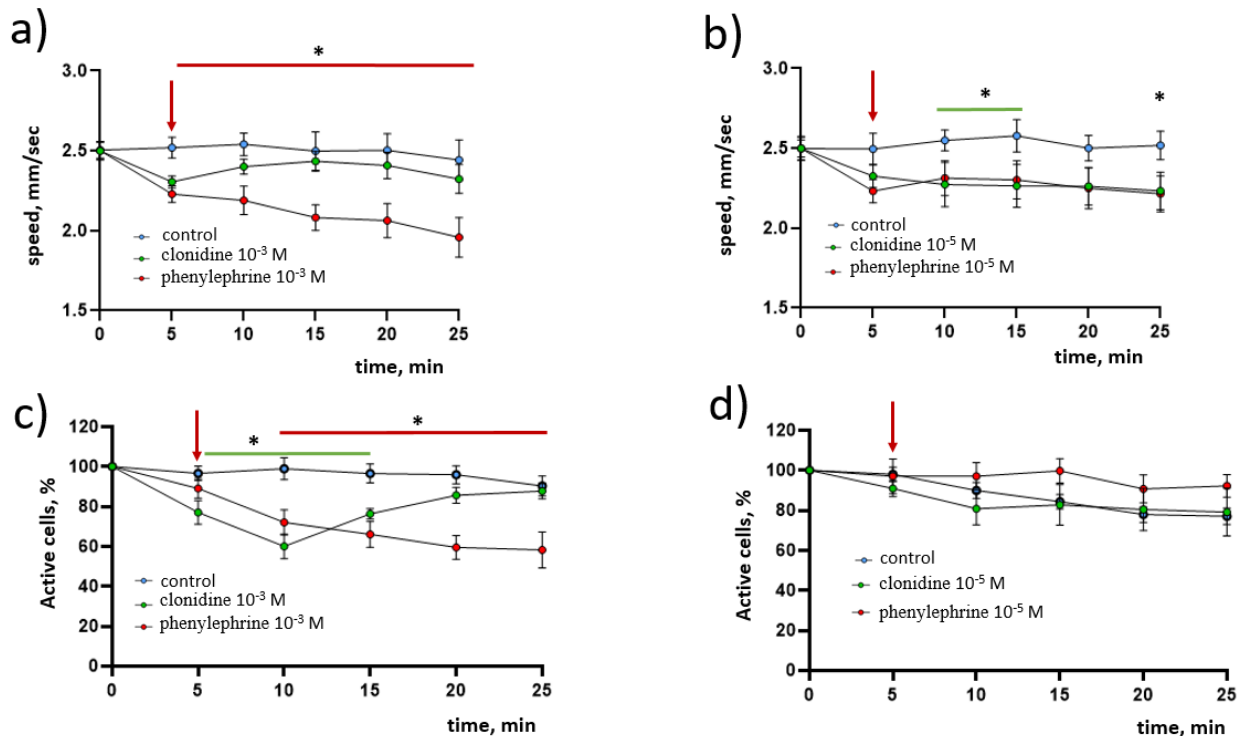 a)
*
3.0
2.5
2.0
1.5
speed, mm/sec
control
clonidine 10⁻³ M
phenylephrine 10⁻³ M
0 5 10 15 20 25
time, min
b)
*
*
3.0
2.5
2.0
1.5
speed, mm/sec
control
clonidine 10⁻⁵ M
phenylephrine 10⁻⁵ M
0 5 10 15 20 25
time, min
c)
*
*
120
100
80
60
40
20
0
Active cells, %
control
clonidine 10⁻³ M
phenylephrine 10⁻³ M
0 5 10 15 20 25
time, min
d)
120
100
80
60
40
20
0
Active cells, %
control
clonidine 10⁻⁵ M
phenylephrine 10⁻⁵ M
0 5 10 15 20 25
time, min